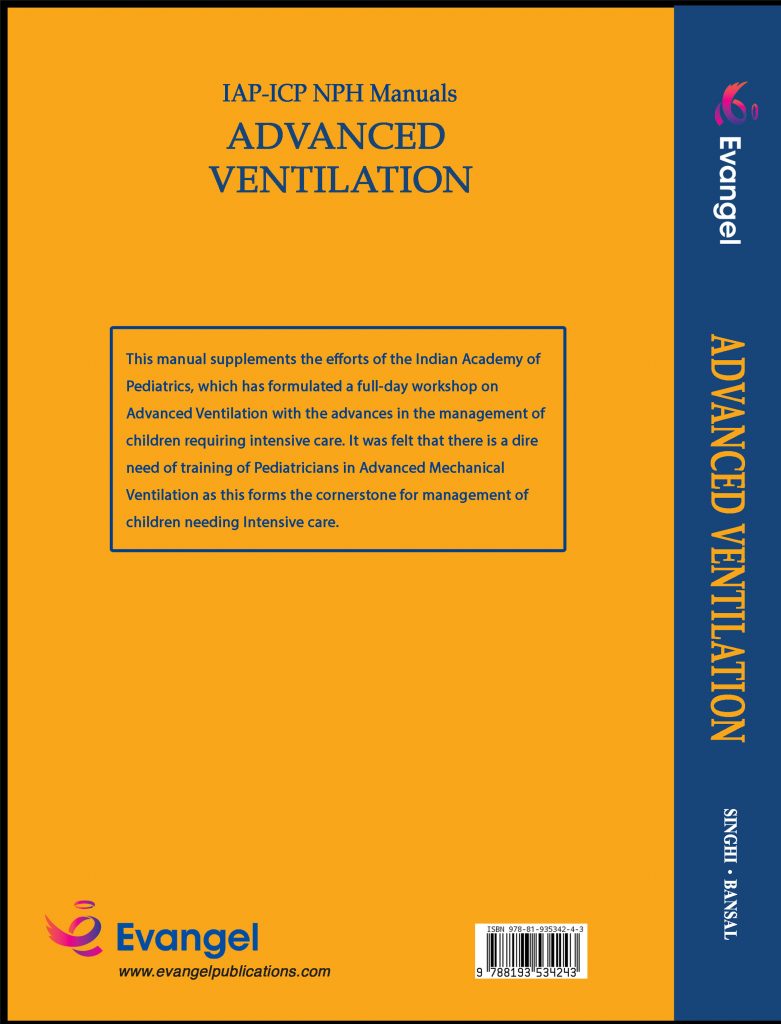 IAP-ICP NPH Manuals
ADVANCED
VENTILATION
This manual supplements the efforts of the Indian Academy of
Pediatrics, which has formulated a full-day workshop on
Advanced Ventilation with the advances in the management of
children requiring intensive care. It was felt that there is a dire
need of training of Pediatricians in Advanced Mechanical
Ventilation as this forms the cornerstone for management of
children needing Intensive care.
Evangel
www.evangelpublications.com
ISBN 978-81-935342-4-3
9 788193 534243
Evangel
ADVANCED VENTILATION
SINGHI • BANSAL